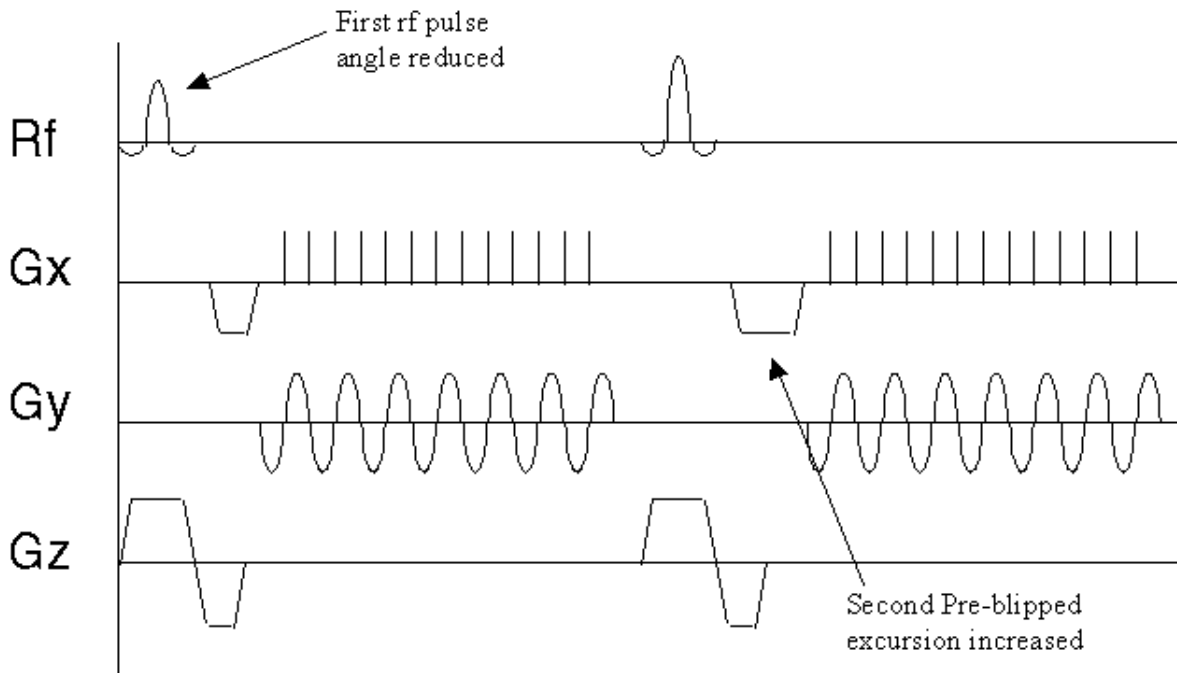 First rf pulse
angle reduced
Rf
Gx
Gy
Gz
Second Pre-blipped
excursion increased